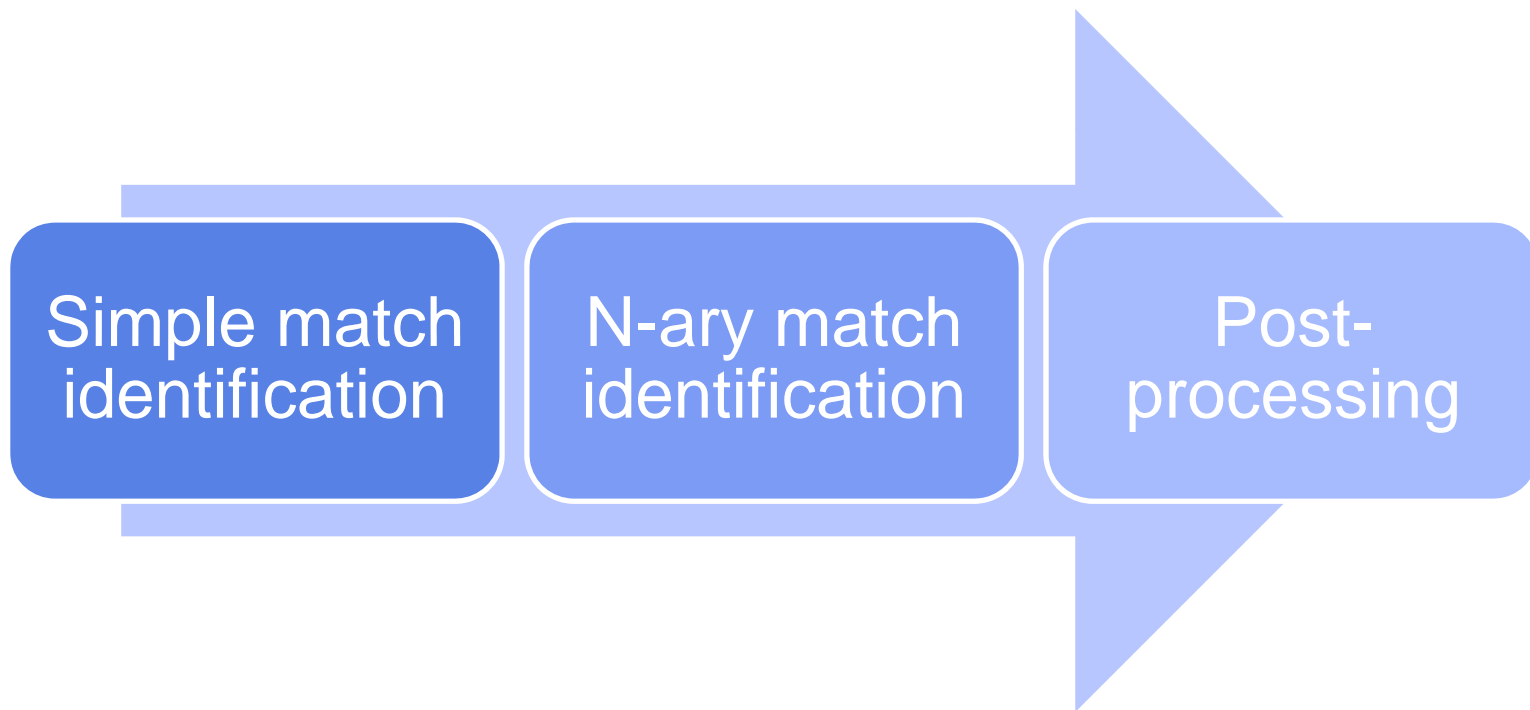 Simple match
identification
N-ary match
identification
Post-
processing